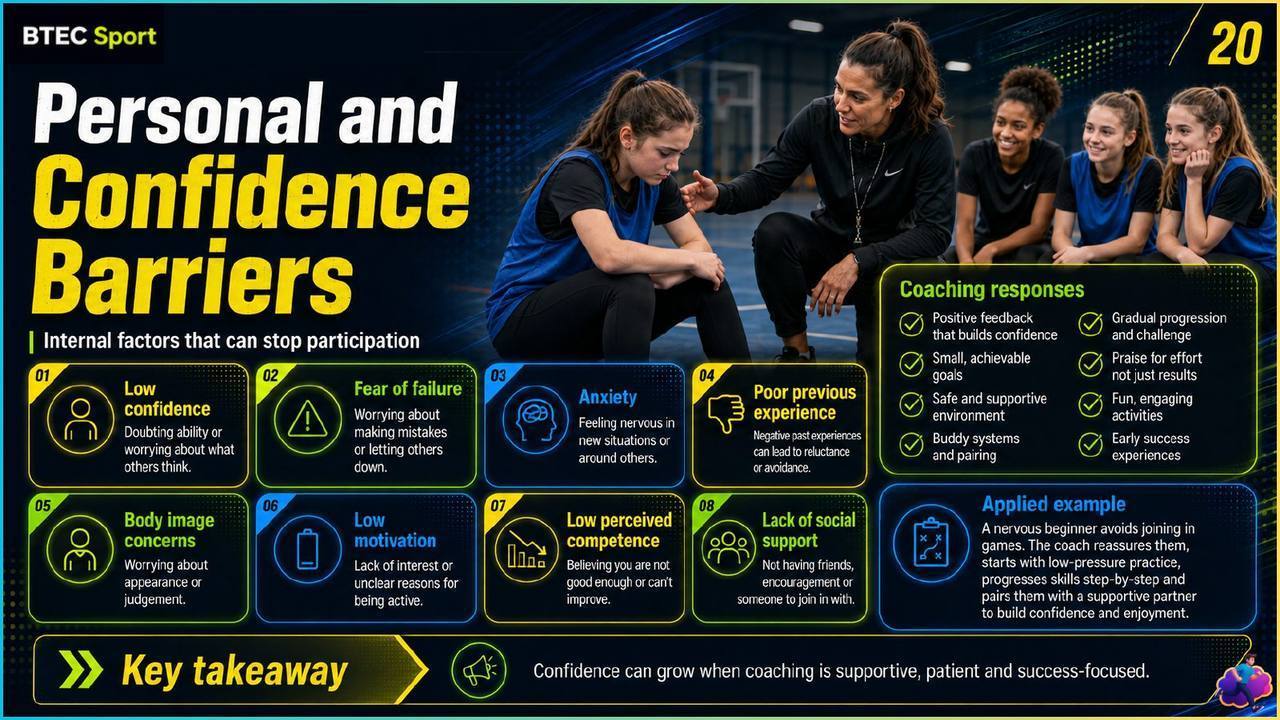 BTEC Sport
20
Personal and
Confidence
Barriers
Internal factors that can stop participation
01
Low
confidence
Doubting ability or
worrying about what
others think.
02
Fear of failure
Worrying about
making mistakes
or letting others
down.
03
Anxiety
Feeling nervous in
new situations or
around others.
04
Poor previous
experience
Negative past experiences
can lead to reluctance
or avoidance.
05
Body image
concerns
Worrying about
appearance or
judgement.
06
Low
motivation
Lack of interest or
unclear reasons for
being active.
07
Low perceived
competence
Believing you are not
good enough or can't
improve.
08
Lack of social
support
Not having friends,
encouragement or
someone to join in with.
Coaching responses
Positive feedback
that builds confidence
Small, achievable
goals
Safe and supportive
environment
Buddy systems
and pairing
Gradual progression
and challenge
Praise for effort
not just results
Fun, engaging
activities
Early success
experiences
Applied example
A nervous beginner avoids joining in
games. The coach reassures them,
starts with low-pressure practice,
progresses skills step-by-step and
pairs them with a supportive partner
to build confidence and enjoyment.
Key takeaway
Confidence can grow when coaching is supportive, patient and success-focused.